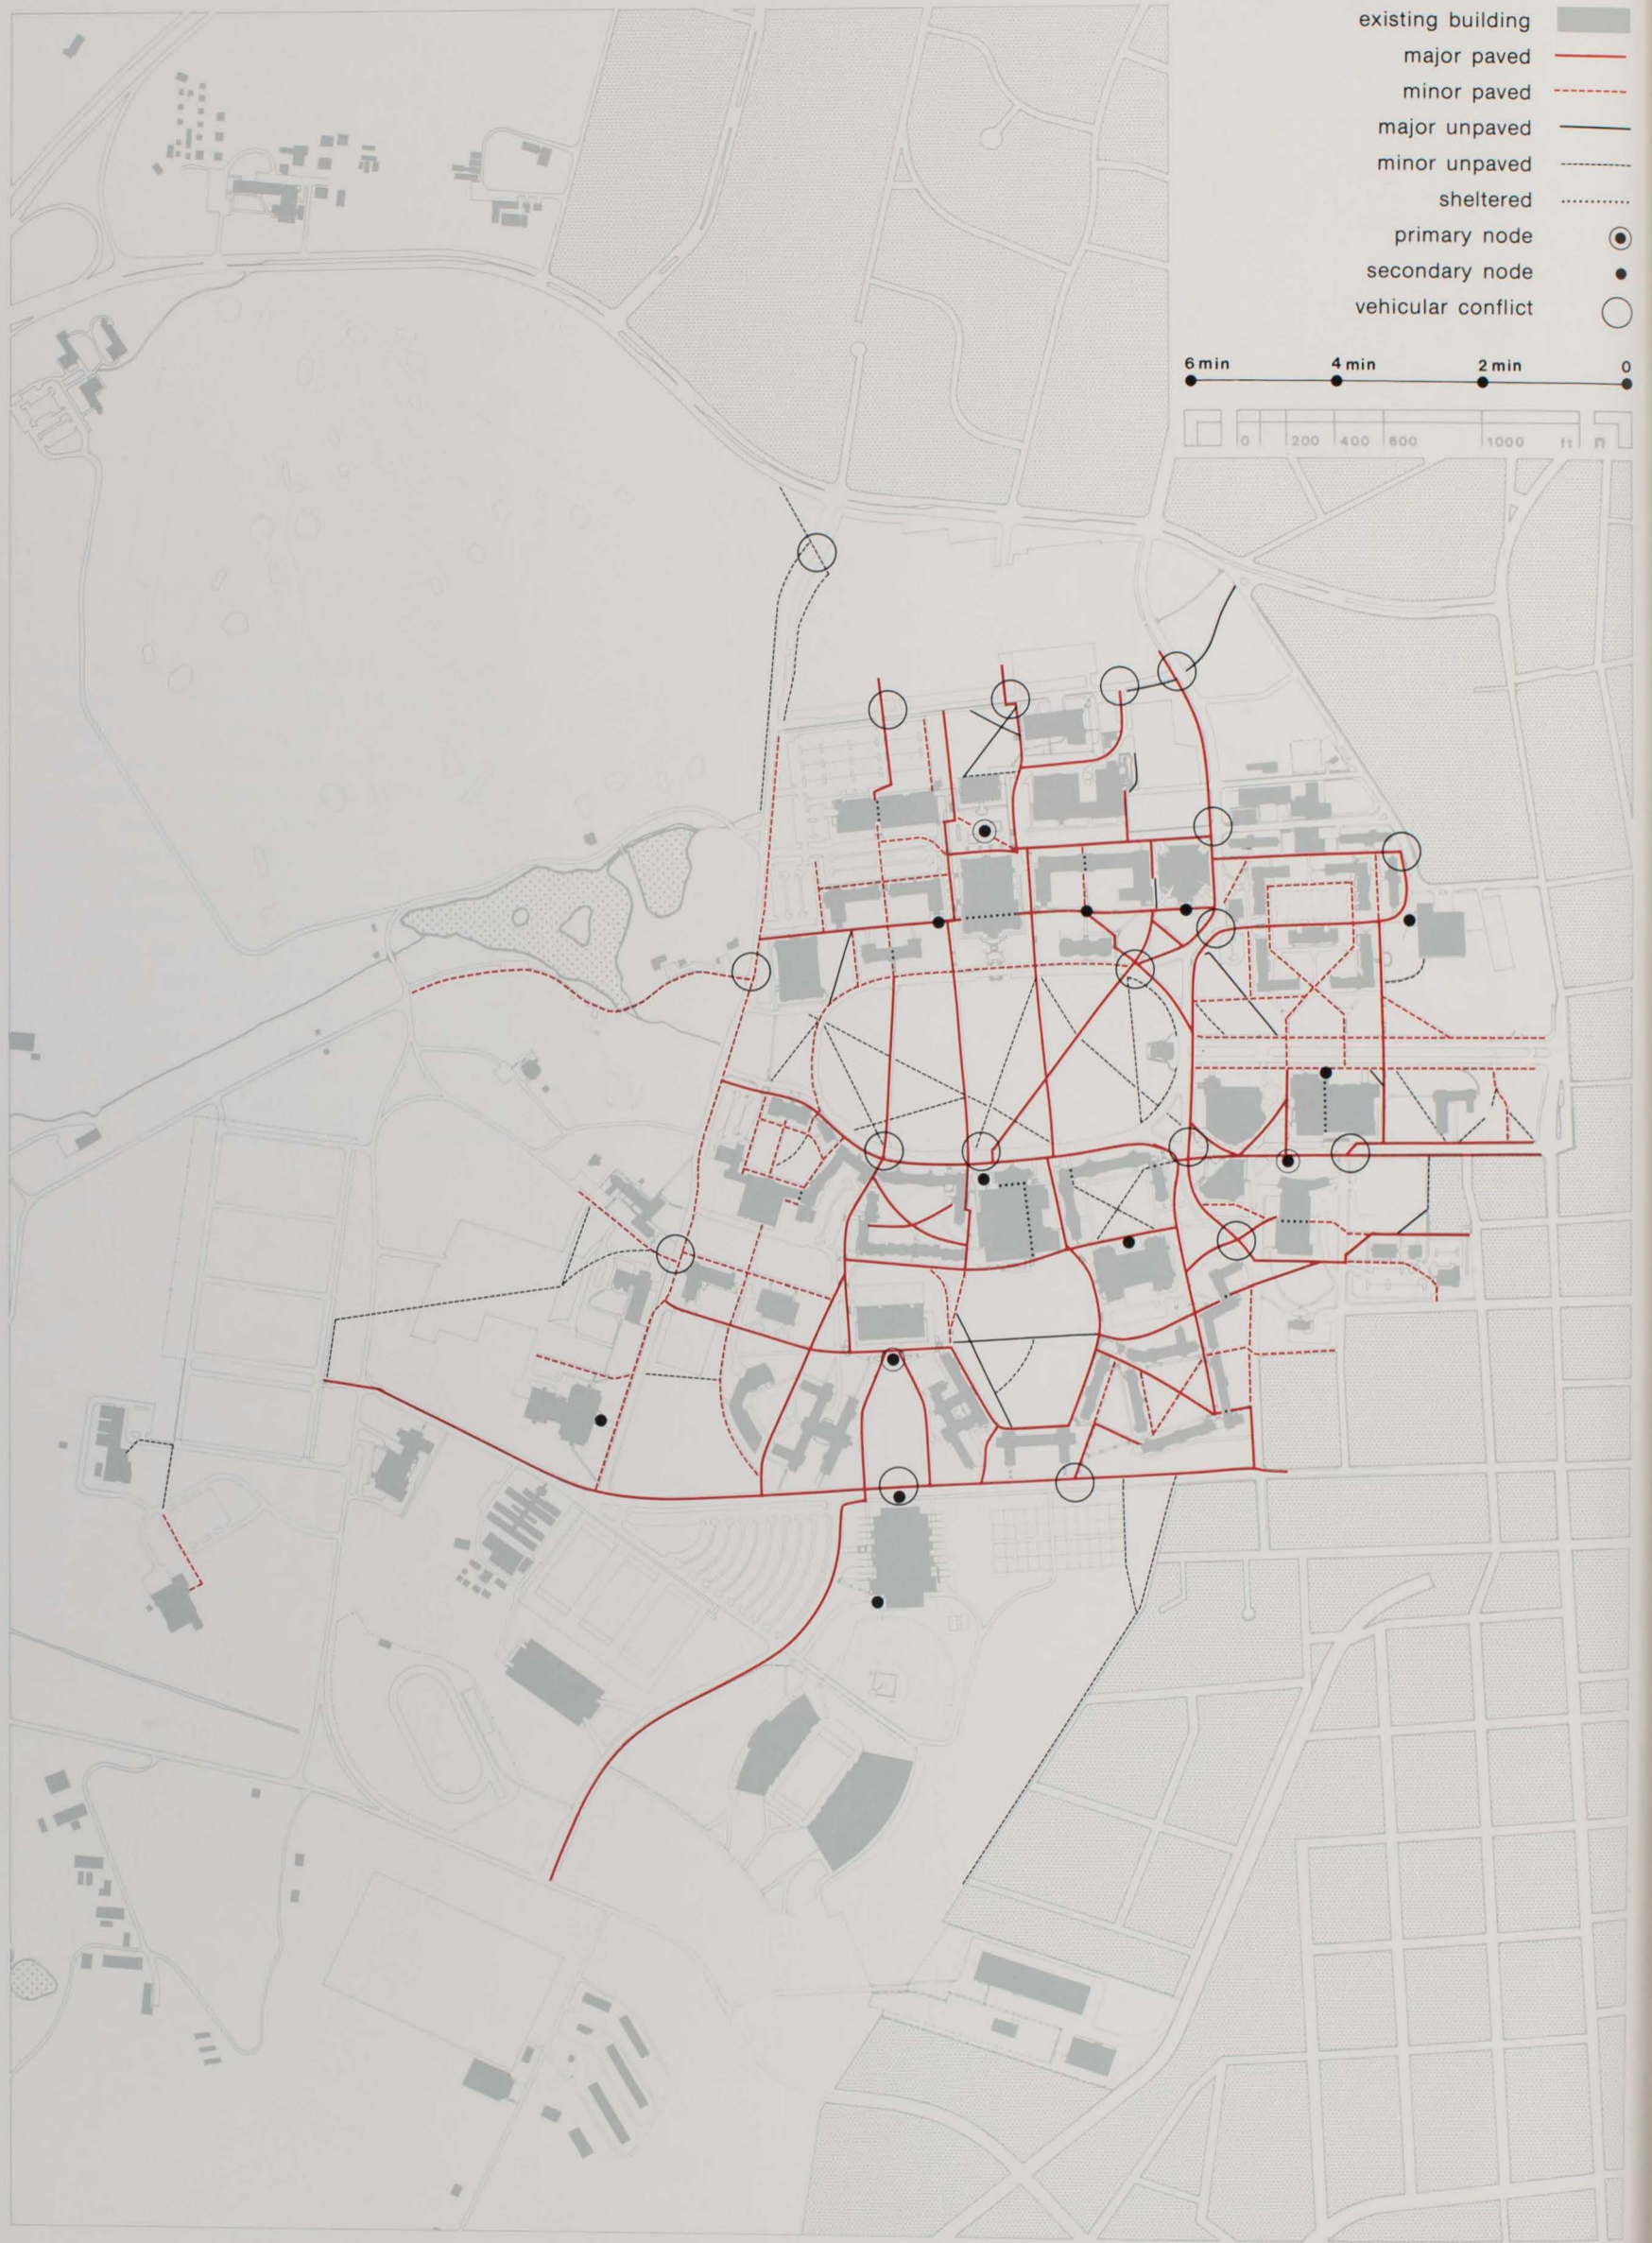 existing building
major paved
minor paved
major unpaved
minor unpaved
sheltered
primary node
secondary node
vehicular conflict
6 min 4 min 2 min 0
0 200 400 600 1000 ft n